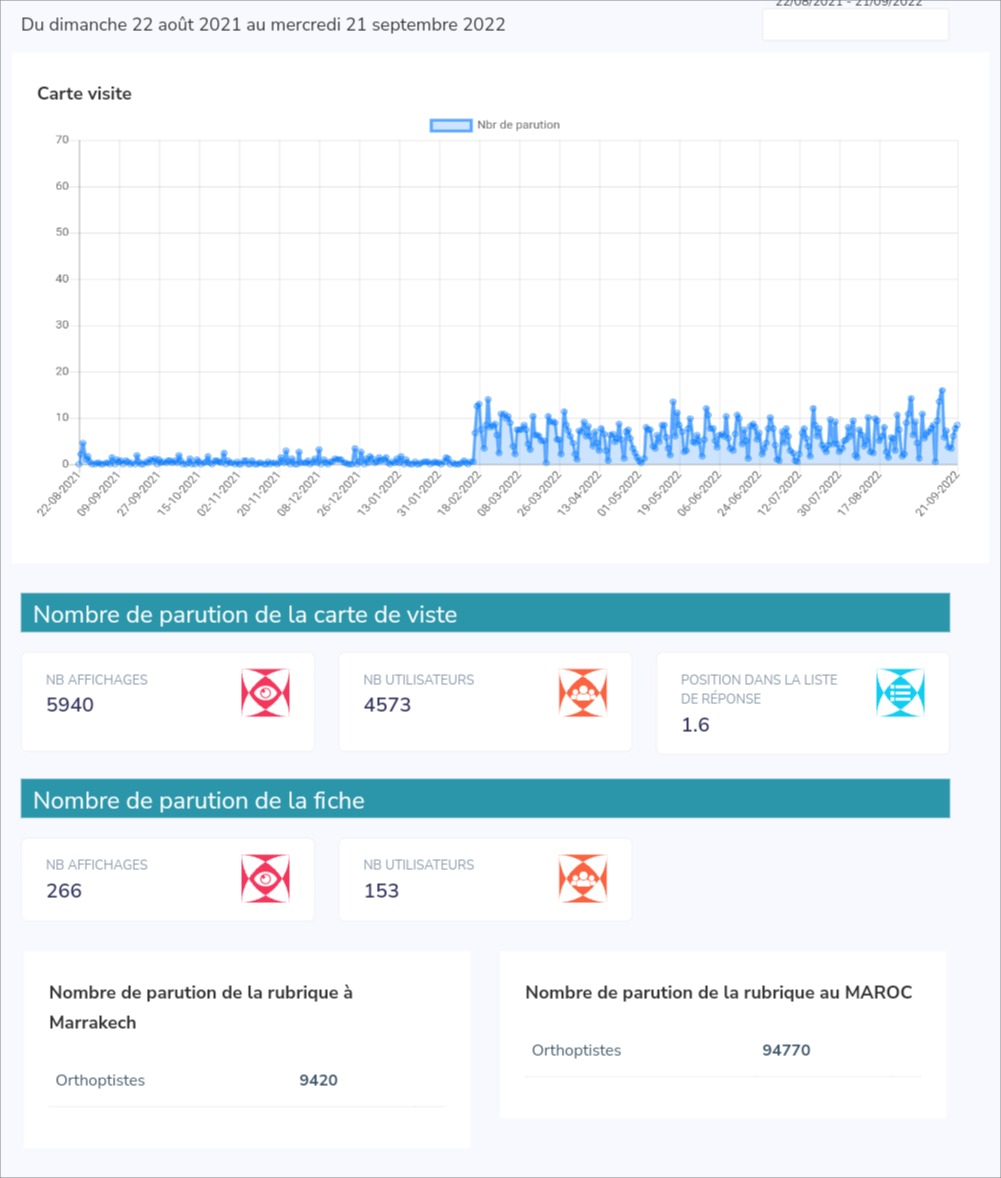 22/08/2021 - 21/09/2022
Du dimanche 22 août 2021 au mercredi 21 septembre 2022
Carte visite
Nbr de parution
70
60
50
40
30
20
10
0
22-08-2021
09-09-2021
27-09-2021
15-10-2021
02-11-2021
20-11-2021
08-12-2021
26-12-2021
13-01-2022
31-01-2022
18-02-2022
08-03-2022
26-03-2022
13-04-2022
01-05-2022
19-05-2022
06-06-2022
24-06-2022
12-07-2022
30-07-2022
17-08-2022
21-09-2022
Nombre de parution de la carte de viste
NB AFFICHAGES
5940
NB UTILISATEURS
4573
POSITION DANS LA LISTE
DE RÉPONSE
1.6
Nombre de parution de la fiche
NB AFFICHAGES
266
NB UTILISATEURS
153
Nombre de parution de la rubrique à
Marrakech
Orthoptistes 9420
Nombre de parution de la rubrique au MAROC
Orthoptistes 94770